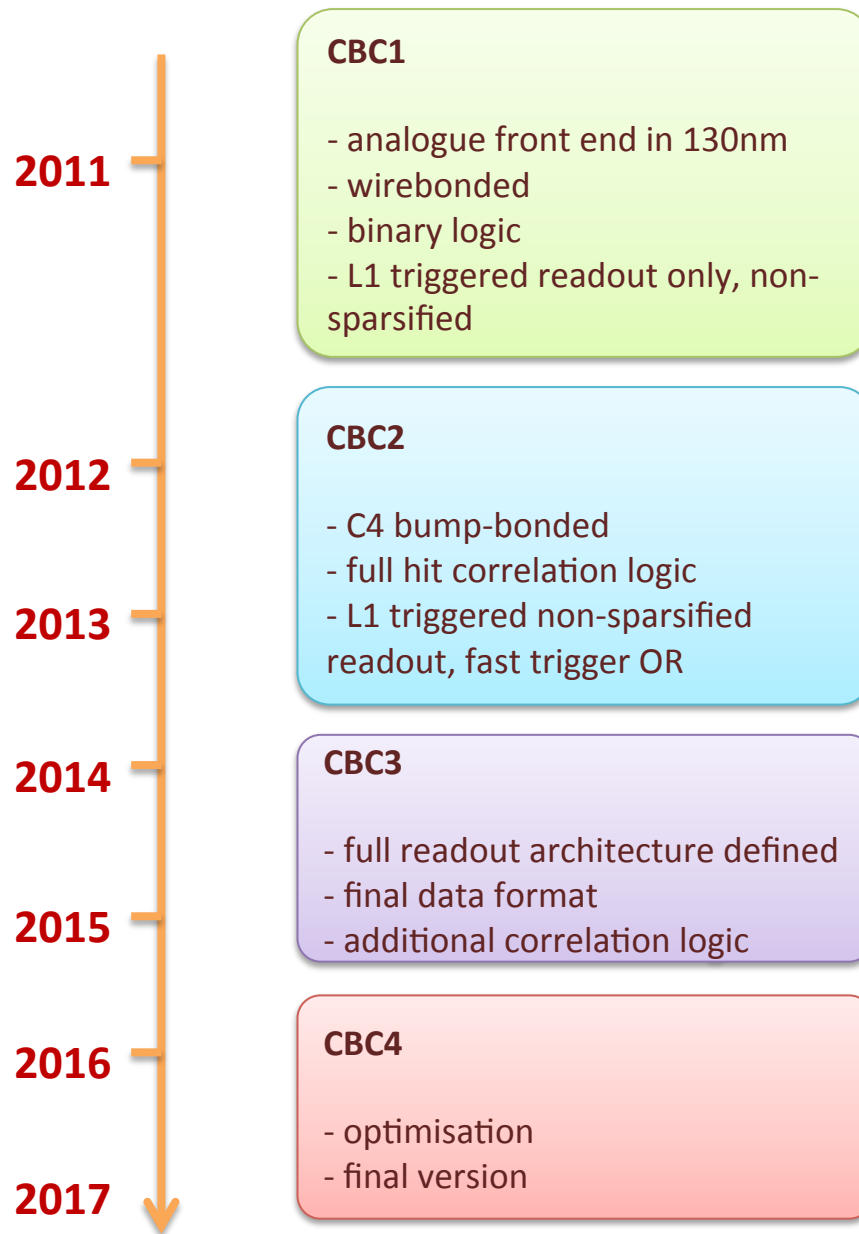 2011
2012
2013
2014
2015
2016
2017
CBC1
- analogue front end in 130nm
- wirebonded
- binary logic
- L1 triggered readout only, non-
sparsified
CBC2
- C4 bump-bonded
- full hit correlation logic
- L1 triggered non-sparsified
readout, fast trigger OR
CBC3
- full readout architecture defined
- final data format
- additional correlation logic
CBC4
- optimisation
- final version